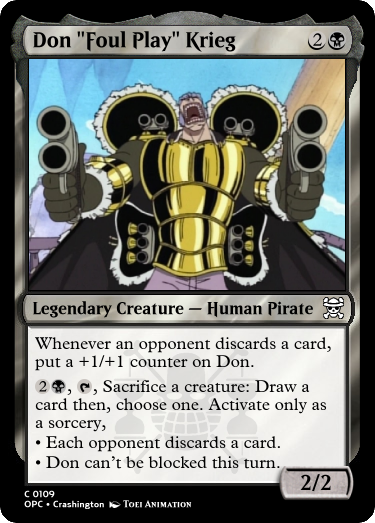 Don "Foul Play" Krieg 2
Legendary Creature — Human Pirate
Whenever an opponent discards a card,
put a +1/+1 counter on Don.
2, , Sacrifice a creature: Draw a
card then, choose one. Activate only as
a sorcery,
• Each opponent discards a card.
• Don can't be blocked this turn.
2/2
C 0109
OPC • Crashington TOEI ANIMATION